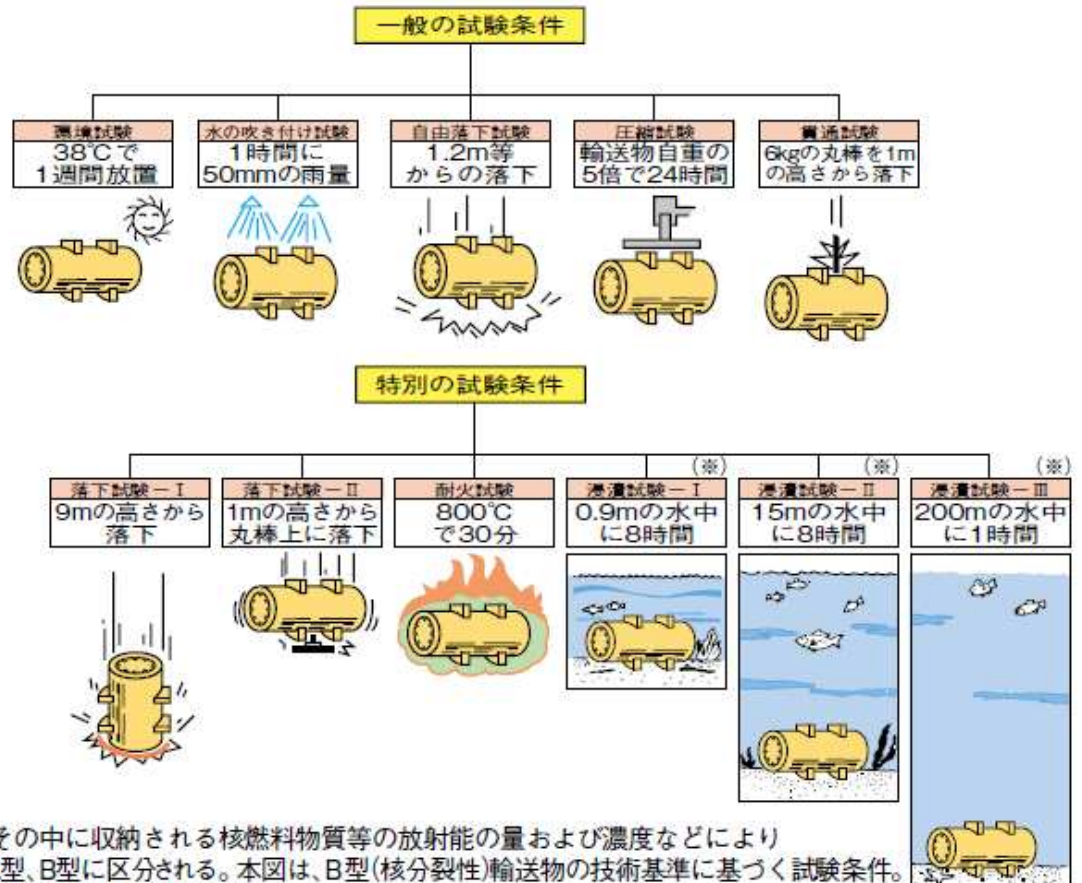 一般の試験条件
環境試験
38℃で
1週間放置
水の吹き付け試験
1時間に
50mmの雨量
自由落下試験
1.2m等
からの落下
圧縮試験
輸送物自重の
5倍で24時間
貫通試験
6kgの丸棒を1m
の高さから落下
特別の試験条件
落下試験－Ⅰ
9mの高さから
落下
落下試験－Ⅱ
1mの高さから
丸棒上に落下
耐火試験
800℃
で30分
(※)
浸漬試験－Ⅰ
0.9mの水中
に8時間
(※)
浸漬試験－Ⅱ
15mの水中
に8時間
(※)
浸漬試験－Ⅲ
200mの水中
に1時間
その中に収納される核燃料物質等の放射能の量および濃度などにより
型、B型に区分される。本図は、B型(核分裂性)輸送物の技術基準に基づく試験条件。